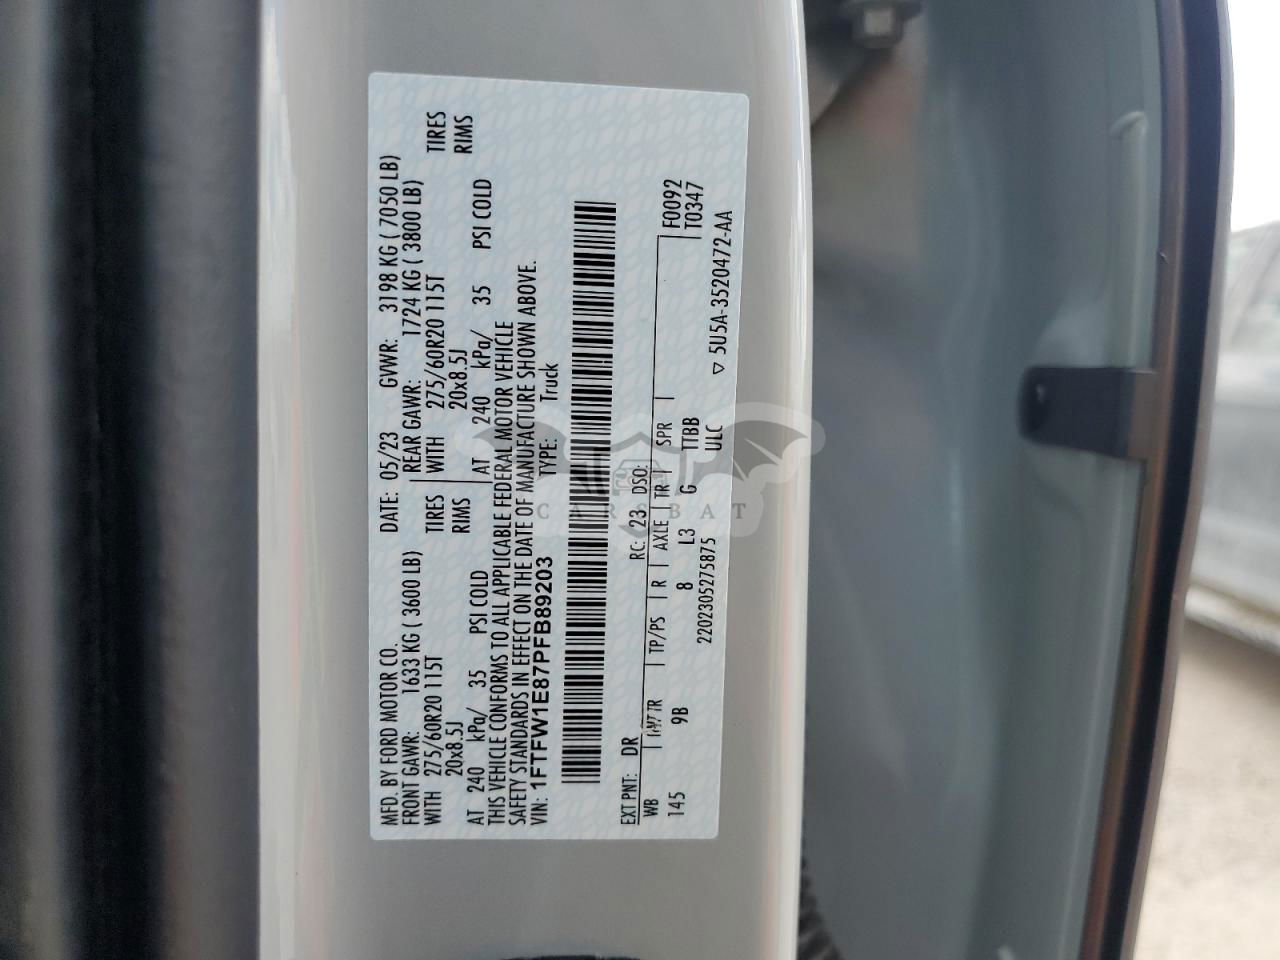 MFD. BY FORD MOTOR CO.
DATE: 05/23 GVWR: 3198 KG ( 7050 LB)
FRONT GAWR: 1633 KG ( 3600 LB)
REAR GAWR: 1724 KG ( 3800 LB)
WITH 275/60R20 115T TIRES
WITH 275/60R20 115T TIRES
20x8.5J RIMS
20x8.5J RIMS
AT 240 kPa/ 35 PSI COLD
AT 240 kPa/ 35 PSI COLD
THIS VEHICLE CONFORMS TO ALL APPLICABLE FEDERAL MOTOR VEHICLE
SAFETY STANDARDS IN EFFECT ON THE DATE OF MANUFACTURE SHOWN ABOVE.
VIN: 1FTFW1E87PFB89203
TYPE: Truck
EXT PNT: DR RC: 23 DSO: F0092
WB TR TP/PS R AXLE TR SPR T0347
145 9B 8 L3 G TTBB
2202305275875 ULC ▽ 5U5A-3520472-AA
CARSBAT